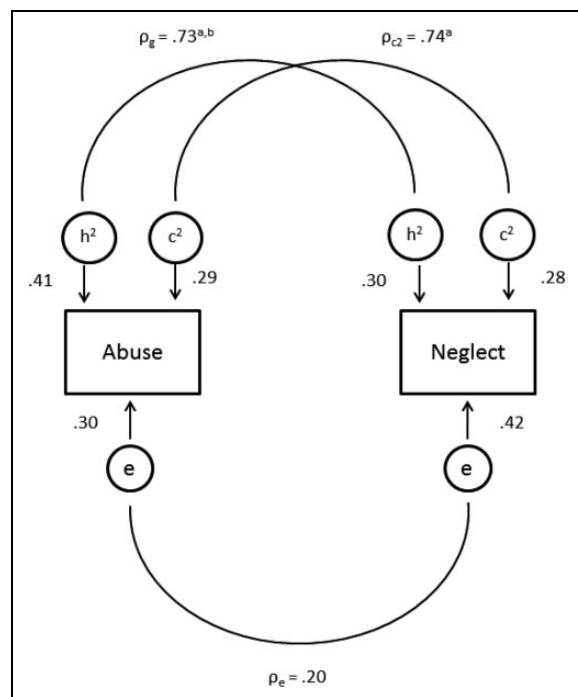 ρg = .73a,b ρc2 = .74a
h2 c2 h2 c2
.41 .29 .30 .28
Abuse Neglect
.30 .42
e e
ρe = .20